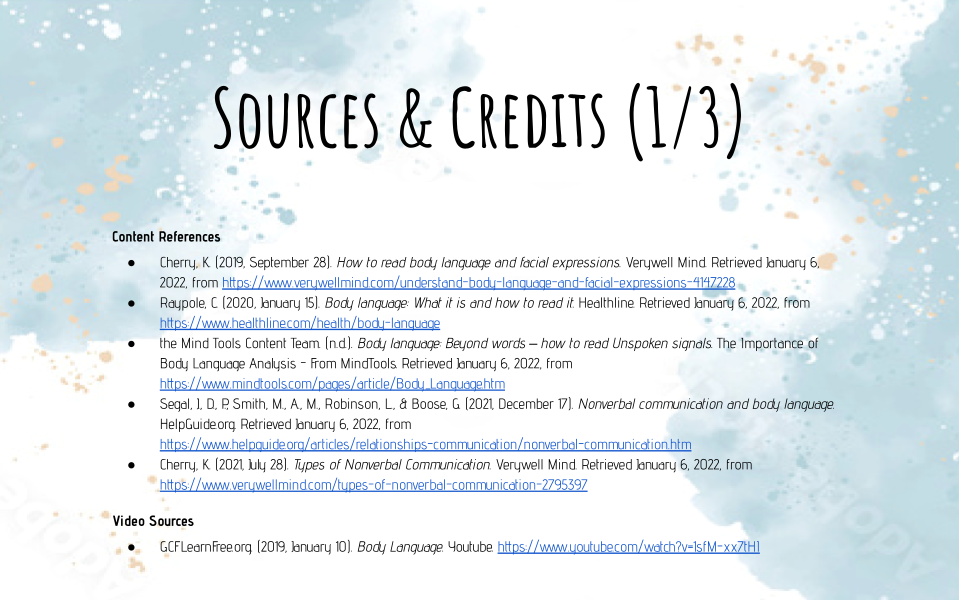 Sources & Credits (1/3)
Content References
● Cherry, K. (2019, September 28). How to read body language and facial expressions. Verywell Mind. Retrieved January 6,
2022, from https://www.verywellmind.com/understand-body-language-and-facial-expressions-4147228
● Raypole, C. (2020, January 15). Body language: What it is and how to read it. Healthline. Retrieved January 6, 2022, from
https://www.healthline.com/health/body-language
● the Mind Tools Content Team. (n.d.). Body language: Beyond words – how to read Unspoken signals. The Importance of
Body Language Analysis - From MindTools. Retrieved January 6, 2022, from
https://www.mindtools.com/pages/article/Body_Language.htm
● Segal, J., D., P., Smith, M., A., M., Robinson, L., & Boose, G. (2021, December 17). Nonverbal communication and body language.
HelpGuide.org. Retrieved January 6, 2022, from
https://www.helpguide.org/articles/relationships-communication/nonverbal-communication.htm
● Cherry, K. (2021, July 28). Types of Nonverbal Communication. Verywell Mind. Retrieved January 6, 2022, from
https://www.verywellmind.com/types-of-nonverbal-communication-2795397
Video Sources
● GCFLearnFree.org. (2019, January 10). Body Language. Youtube. https://www.youtube.com/watch?v=1sfM-xx7tHI